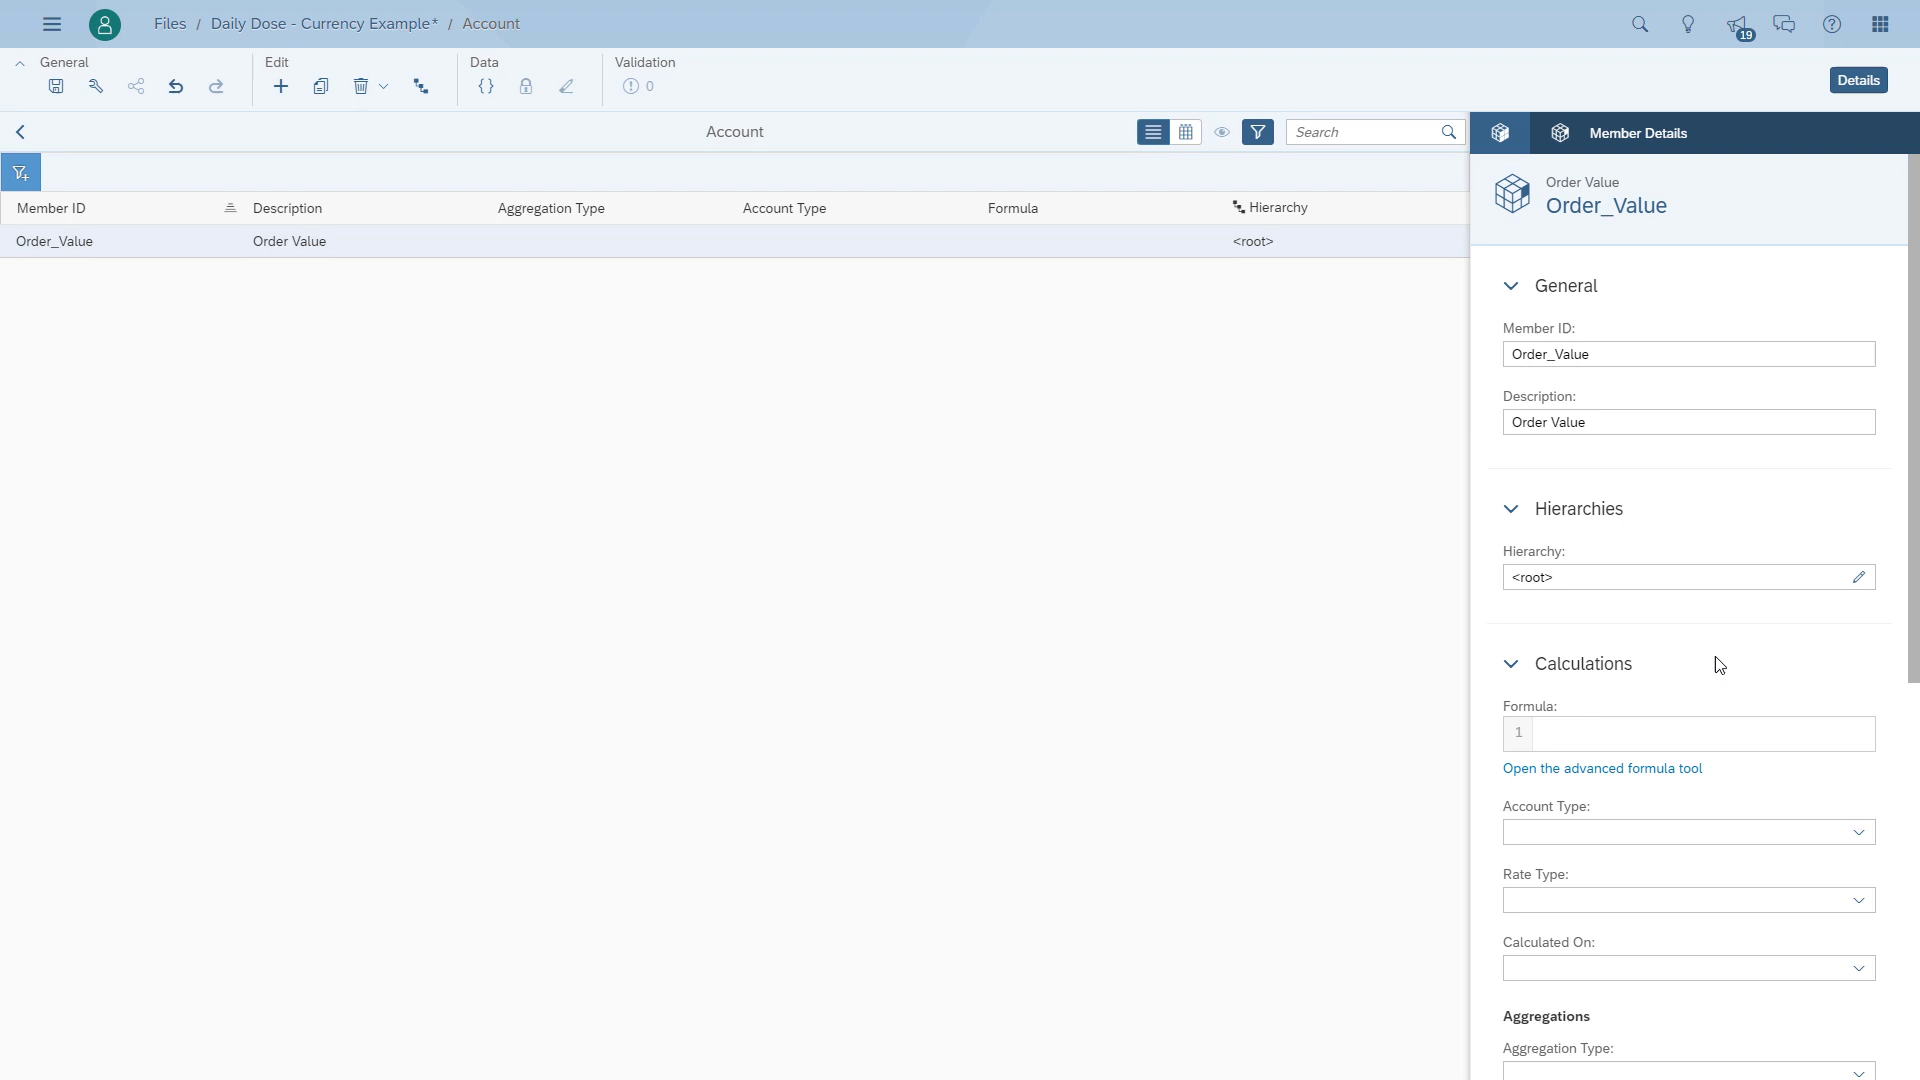 Files / Daily Dose - Currency Example* / Account
19
General
Edit
Data
Validation
0
Details
Account
Search
Member ID
Description
Aggregation Type
Account Type
Formula
Hierarchy
Order_Value
Order Value
<root>
Member Details
Order Value
Order_Value
General
Member ID:
Order_Value
Description:
Order Value
Hierarchies
Hierarchy:
<root>
Calculations
Formula:
1
Open the advanced formula tool
Account Type:
Rate Type:
Calculated On:
Aggregations
Aggregation Type: